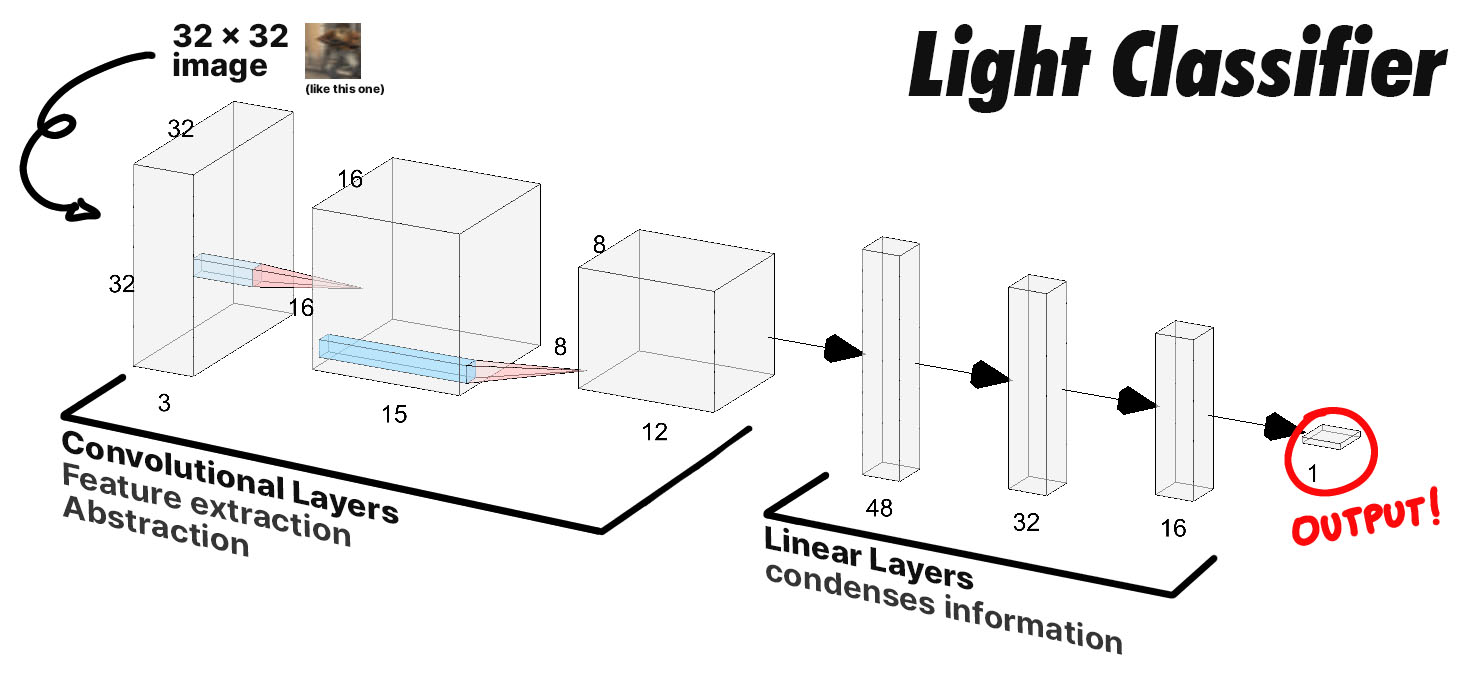 Light Classifier
32 × 32
image
(like this one)
32
32
3
16
16
15
8
8
12
48
32
16
1
OUTPUT!
Convolutional Layers
Feature extraction
Abstraction
Linear Layers
condenses information